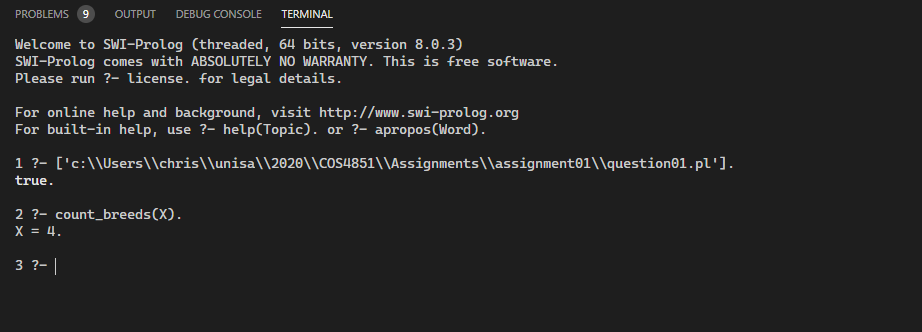 PROBLEMS 9 OUTPUT DEBUG CONSOLE TERMINAL
Welcome to SWI-Prolog (threaded, 64 bits, version 8.0.3)
SWI-Prolog comes with ABSOLUTELY NO WARRANTY. This is free software.
Please run ?- license. for legal details.
For online help and background, visit http://www.swi-prolog.org
For built-in help, use ?- help(Topic). or ?- apropos(Word).
1 ?- ['c:\\Users\\chris\\unisa\\2020\\COS4851\\Assignments\\assignment01\\question01.pl'].
true.
2 ?- count_breeds(X).
X = 4.
3 ?-